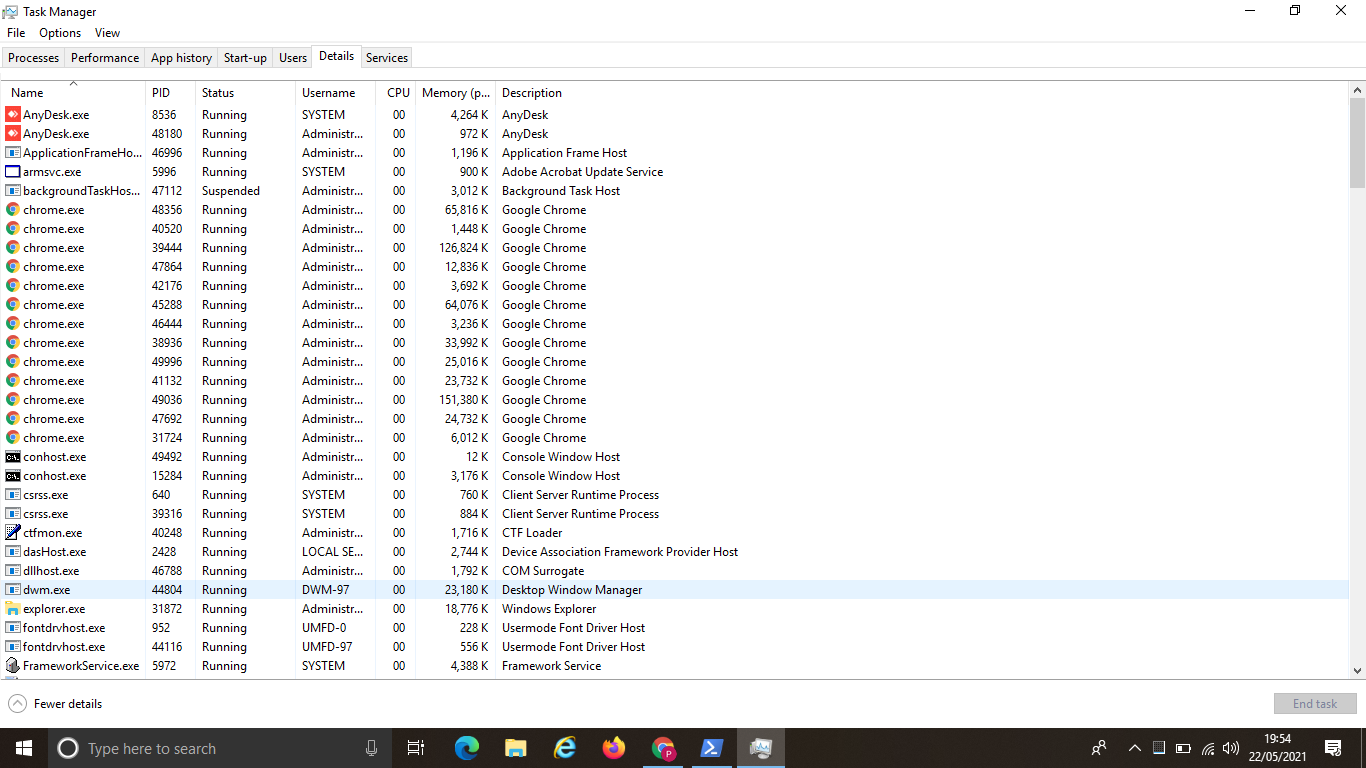 Task Manager
File Options View
Processes Performance App history Start-up Users Details Services
Name PID Status Username CPU Memory (p... Description
AnyDesk.exe 8536 Running SYSTEM 00 4,264 K AnyDesk
AnyDesk.exe 48180 Running Administr... 00 972 K AnyDesk
ApplicationFrameHo... 46996 Running Administr... 00 1,196 K Application Frame Host
armsvc.exe 5996 Running SYSTEM 00 900 K Adobe Acrobat Update Service
backgroundTaskHos... 47112 Suspended Administr... 00 3,012 K Background Task Host
chrome.exe 48356 Running Administr... 00 65,816 K Google Chrome
chrome.exe 40520 Running Administr... 00 1,448 K Google Chrome
chrome.exe 39444 Running Administr... 00 126,824 K Google Chrome
chrome.exe 47864 Running Administr... 00 12,836 K Google Chrome
chrome.exe 42176 Running Administr... 00 3,692 K Google Chrome
chrome.exe 45288 Running Administr... 00 64,076 K Google Chrome
chrome.exe 46444 Running Administr... 00 3,236 K Google Chrome
chrome.exe 38936 Running Administr... 00 33,992 K Google Chrome
chrome.exe 49996 Running Administr... 00 25,016 K Google Chrome
chrome.exe 41132 Running Administr... 00 23,732 K Google Chrome
chrome.exe 49036 Running Administr... 00 151,380 K Google Chrome
chrome.exe 47692 Running Administr... 00 24,732 K Google Chrome
chrome.exe 31724 Running Administr... 00 6,012 K Google Chrome
conhost.exe 49492 Running Administr... 00 12 K Console Window Host
conhost.exe 15284 Running Administr... 00 3,176 K Console Window Host
csrss.exe 640 Running SYSTEM 00 760 K Client Server Runtime Process
csrss.exe 39316 Running SYSTEM 00 884 K Client Server Runtime Process
ctfmon.exe 40248 Running Administr... 00 1,716 K CTF Loader
dasHost.exe 2428 Running LOCAL SE... 00 2,744 K Device Association Framework Provider Host
dllhost.exe 46788 Running Administr... 00 1,792 K COM Surrogate
dwm.exe 44804 Running DWM-97 00 23,180 K Desktop Window Manager
explorer.exe 31872 Running Administr... 00 18,776 K Windows Explorer
fontdrvhost.exe 952 Running UMFD-0 00 228 K Usermode Font Driver Host
fontdrvhost.exe 44116 Running UMFD-97 00 556 K Usermode Font Driver Host
FrameworkService.exe 5972 Running SYSTEM 00 4,388 K Framework Service
Fewer details End task
Type here to search
19:54
22/05/2021